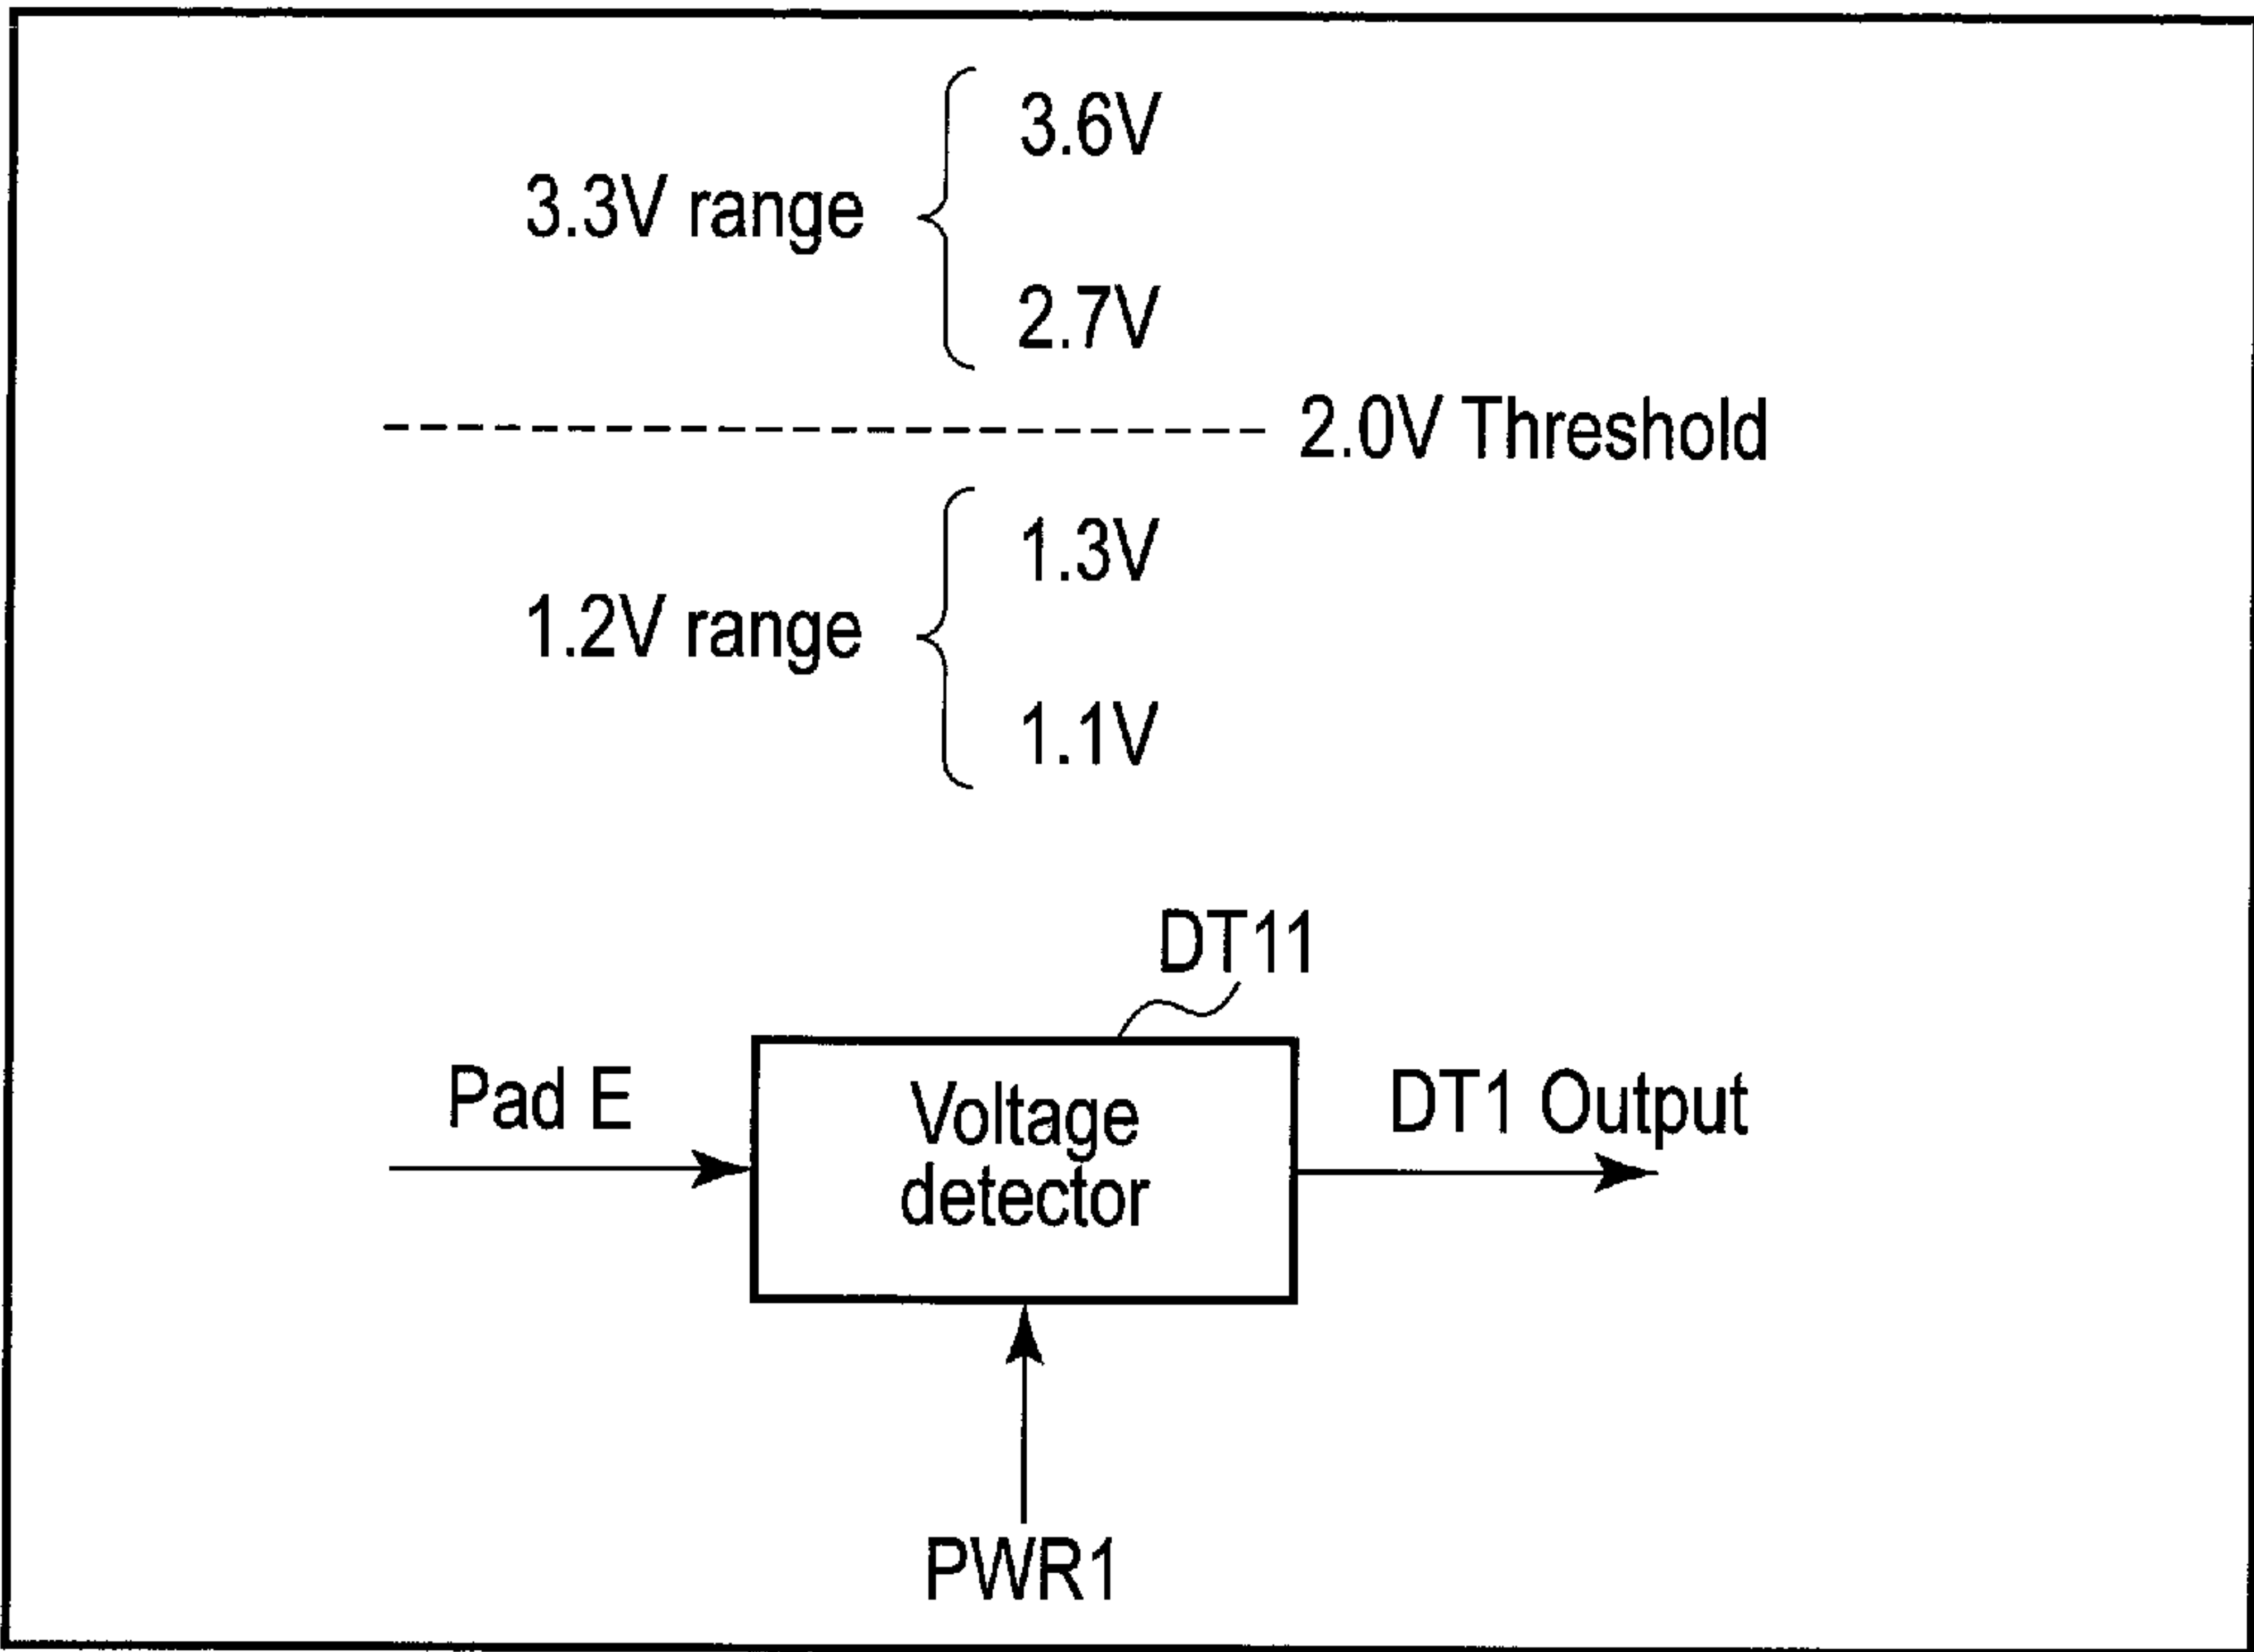 3.6V
3.3V range
2.7V
2.0V Threshold
1.3V
1.2V range
1.1V
DT11
Pad E
Voltage
detector
DT1 Output
PWR1